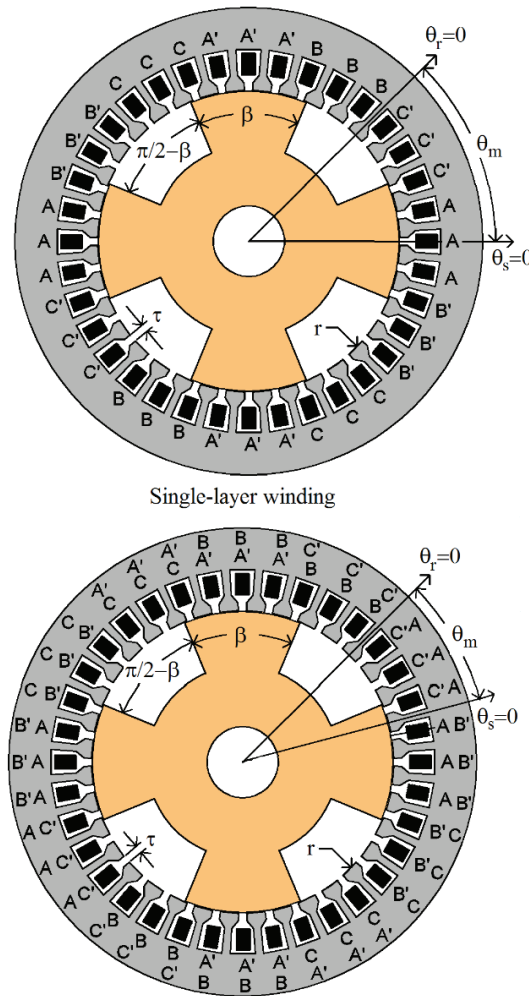 A' A' A'
C C B θr=0
C B
C B
B' β C'
B' π/2−β C' θm
C'
A A
A A
θs=0
A A
C' B'
C' τ r B'
C' B'
B C
B B A' A' A' C C
Single-layer winding
A' B B B C'
A' C A' A' A' B C' θr=0
A' C B C'
C C B
C B' β C' A θm
C B' π/2−β C' A
C B' C' A
B' A A B' θs=0
B' A A B'
B' A A B'
A C' B' C
A C' τ r B' C
A C' B' C
C' B C A'
C' B B A' A' A' C C A'
C' B B B A'